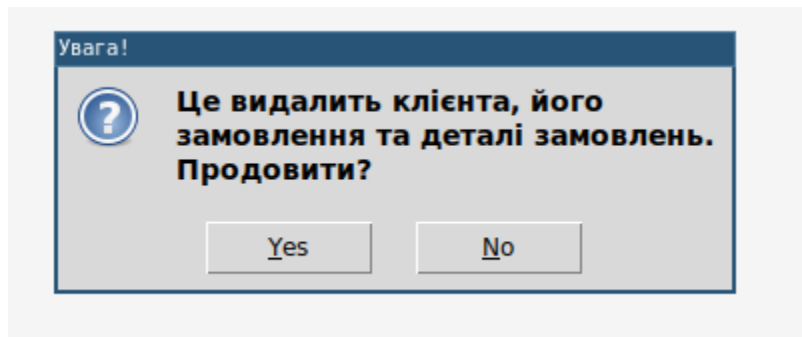 Увага!
Це видалить клієнта, його
замовлення та деталі замовлень.
Продовити?
Yes
No